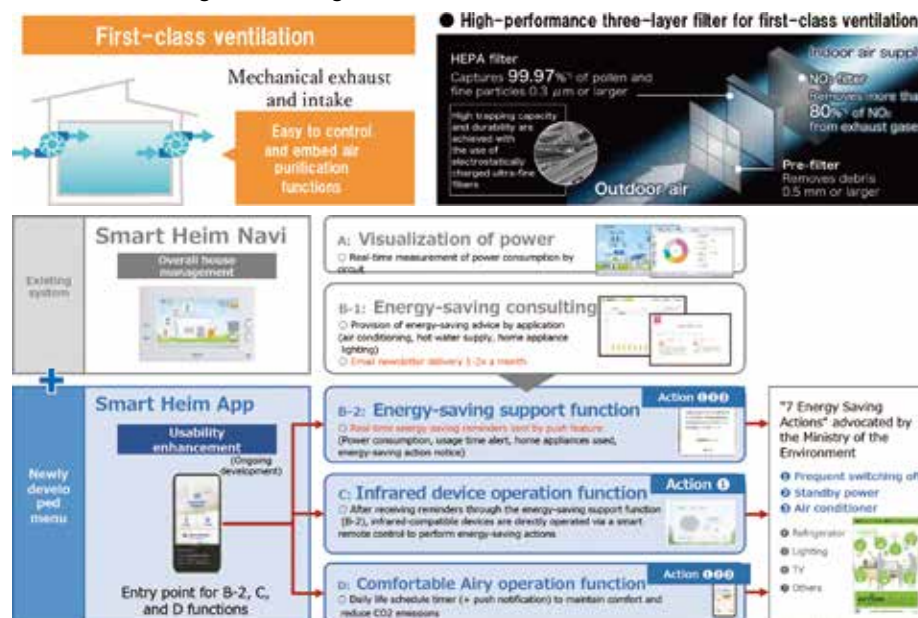 First-class ventilation
Mechanical exhaust
and intake
Easy to control
and embed air
purification
functions
● High-performance three-layer filter for first-class ventilation
HEPA filter
Captures 99.97%*1 of pollen and
fine particles 0.3 μm or larger
High trapping capacity
and durability are
achieved with
the use of
electrostatically
charged ultra-fine
fibers
Outdoor air
Indoor air suppl
NO2 filter
Removes more tha
80%*1 of NO2
from exhaust gase
Pre-filter
Removes debris
0.5 mm or larger
Existing
system
Smart Heim Navi
Overall house
management
A: Visualization of power
○ Real-time measurement of power consumption by
circuit
B-1: Energy-saving consulting
○ Provision of energy-saving advice by application
(air conditioning, hot water supply, home appliance
lighting)
○ Email newsletter delivery 1-2x a month
+
Newly
develo
ped
menu
Smart Heim App
Usability
enhancement
(Ongoing
development)
Entry point for B-2, C,
and D functions
B-2: Energy-saving support function
Action ❶❷❸
○ Real-time energy saving reminders sent by push feature
(Power consumption, usage time alert, home appliances used,
energy-saving action notice)
C: Infrared device operation function
Action ❶
○ After receiving reminders through the energy-saving support function
(B-2), infrared-compatible devices are directly operated via a smart
remote control to perform energy-saving actions
D: Comfortable Airy operation function
Action ❶❷❸
○ Daily life schedule timer (+ push notification) to maintain comfort and
reduce CO2 emissions
"7 Energy Saving
Actions" advocated by
the Ministry of the
Environment
❶ Frequent switching of
❷ Standby power
❸ Air conditioner
❹ Refrigerator
❺ Lighting
❻ TV
❼ Others